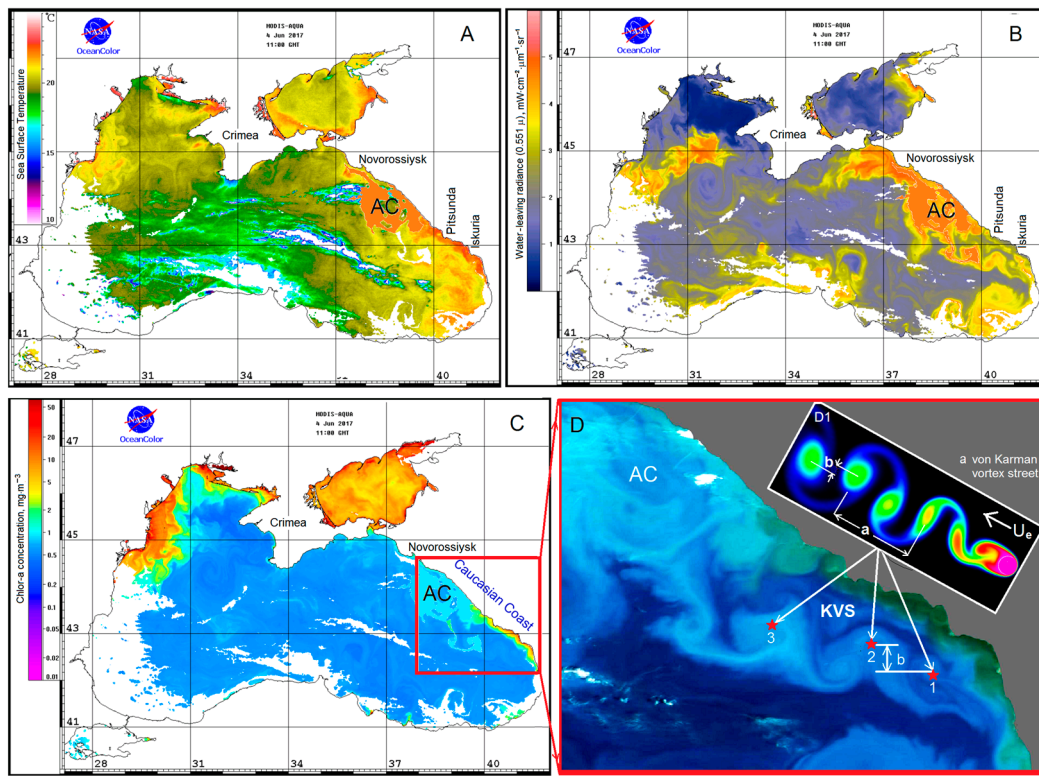 °C
Sea Surface Temperature
25
20
15
10
NASA
OceanColor
MODIS-AQUA
4 Jun 2017
11:00 GMT
A
Crimea
Novorossiysk
AC
Pitsunda
Iskuria
47
45
43
41
28
31
34
37
40
Water-leaving radiance (0.551 μ), mW·cm⁻²·μm⁻¹·sr⁻¹
5
4
3
2
1
NASA
OceanColor
MODIS-AQUA
4 Jun 2017
11:00 GMT
B
Crimea
Novorossiysk
AC
Pitsunda
Iskuria
47
45
43
41
28
31
34
37
40
Chlor-a concentration, mg·m⁻³
50
20
10
5
2
1
0.5
0.2
0.1
0.05
0.02
0.01
NASA
OceanColor
MODIS-AQUA
4 Jun 2017
11:00 GMT
C
Crimea
Novorossiysk
AC
Caucasian Coast
47
45
43
41
28
31
34
37
40
D
AC
D1
b
a
Uₑ
a von Karman
vortex street
KVS
3
2
b
1